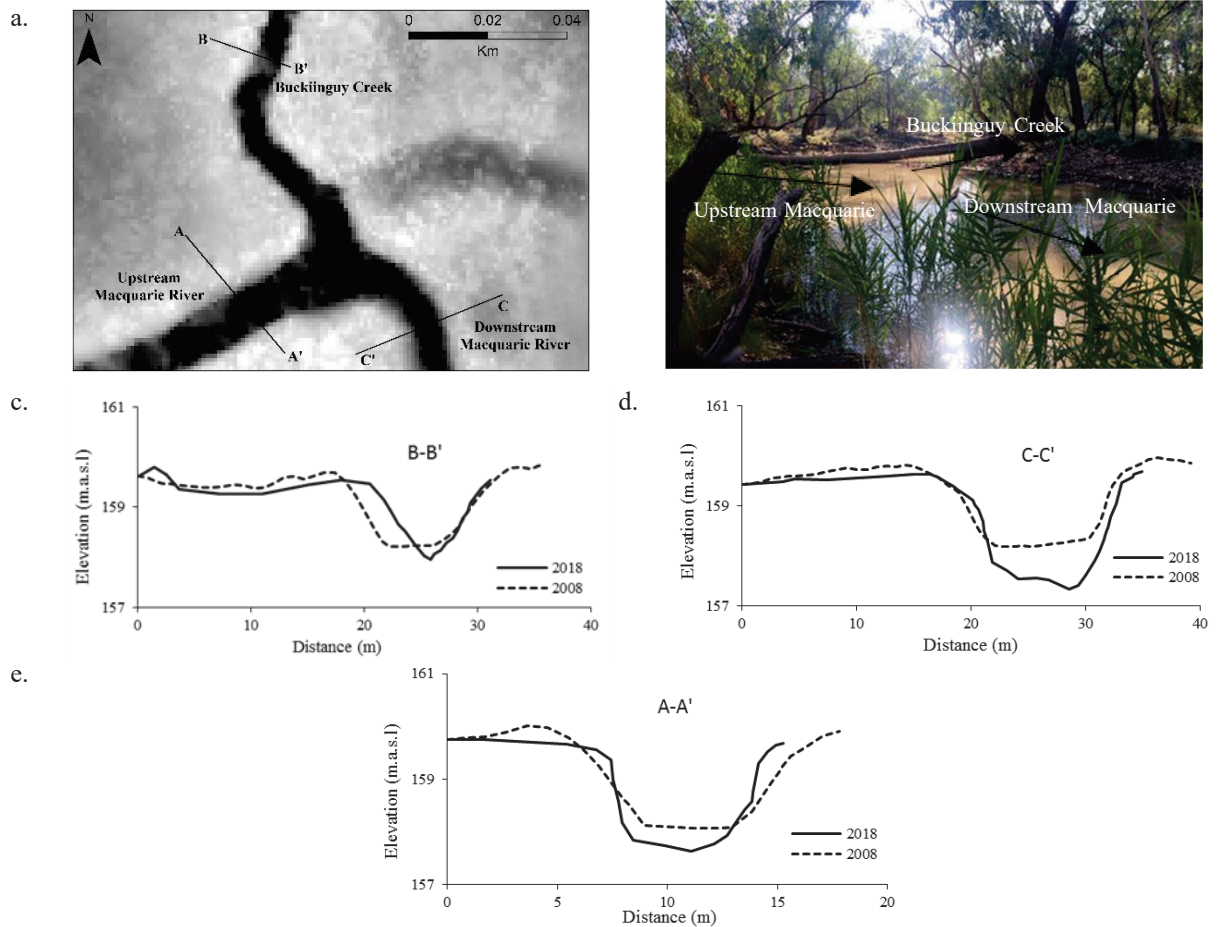 a.
N
0 0.02 0.04
Km
B
B'
Buckiinguy Creek
A
Upstream
Macquarie River
A'
C
Downstream
Macquarie River
C'
Buckiinguy Creek
Upstream Macquarie
Downstream Macquarie
c.
161
159
157
Elevation (m.a.s.l)
B-B'
2018
2008
0 10 20 30 40
Distance (m)
d.
161
159
157
Elevation (m.a.s.l)
C-C'
2018
2008
0 10 20 30 40
Distance (m)
e.
161
159
157
Elevation (m.a.s.l)
A-A'
2018
2008
0 5 10 15 20
Distance (m)